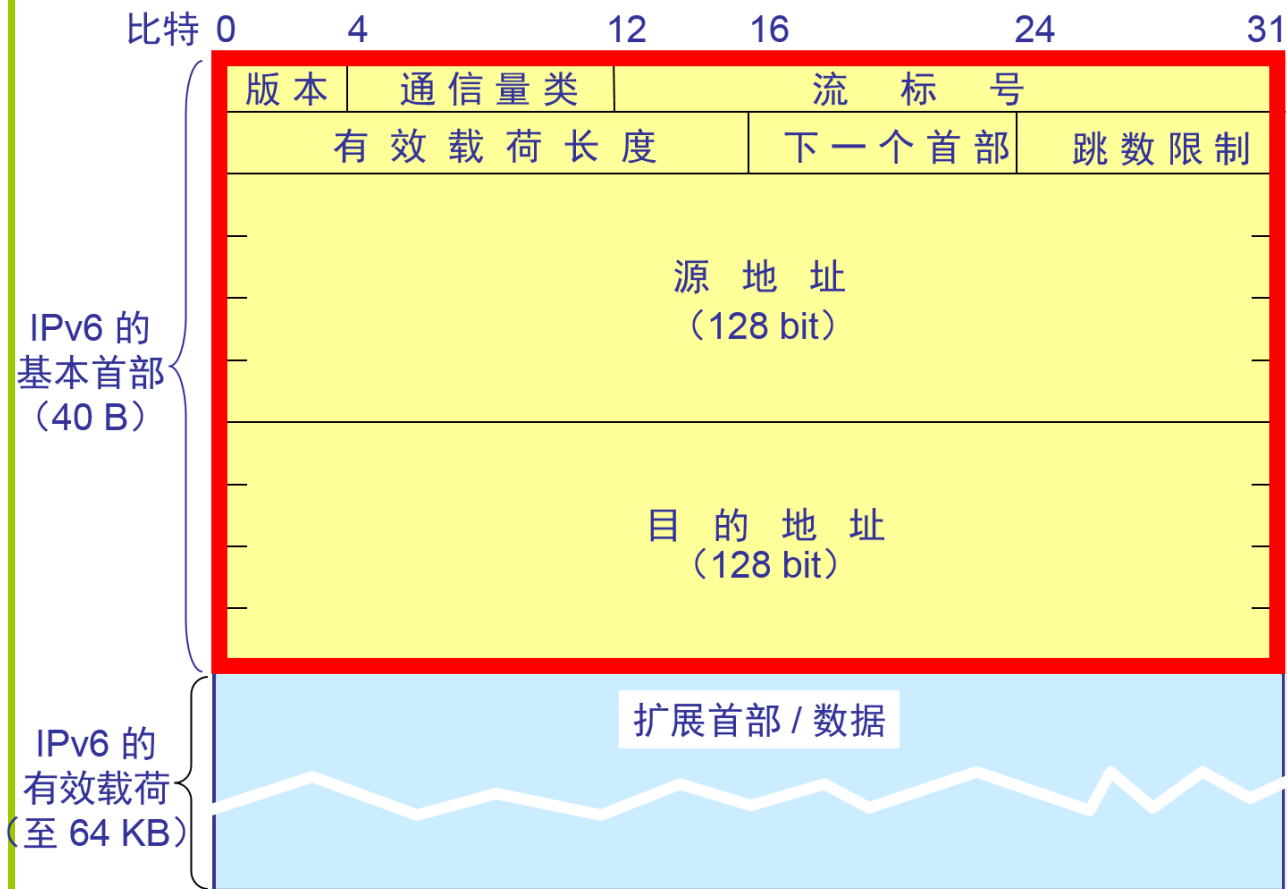 比特 0 4 12 16 24 31
版本 通信量类 流标号
有效载荷长度 下一个首部 跳数限制
源地址
（128 bit）
IPv6 的
基本首部
（40 B）
目的地址
（128 bit）
扩展首部 / 数据
IPv6 的
有效载荷
（至 64 KB）